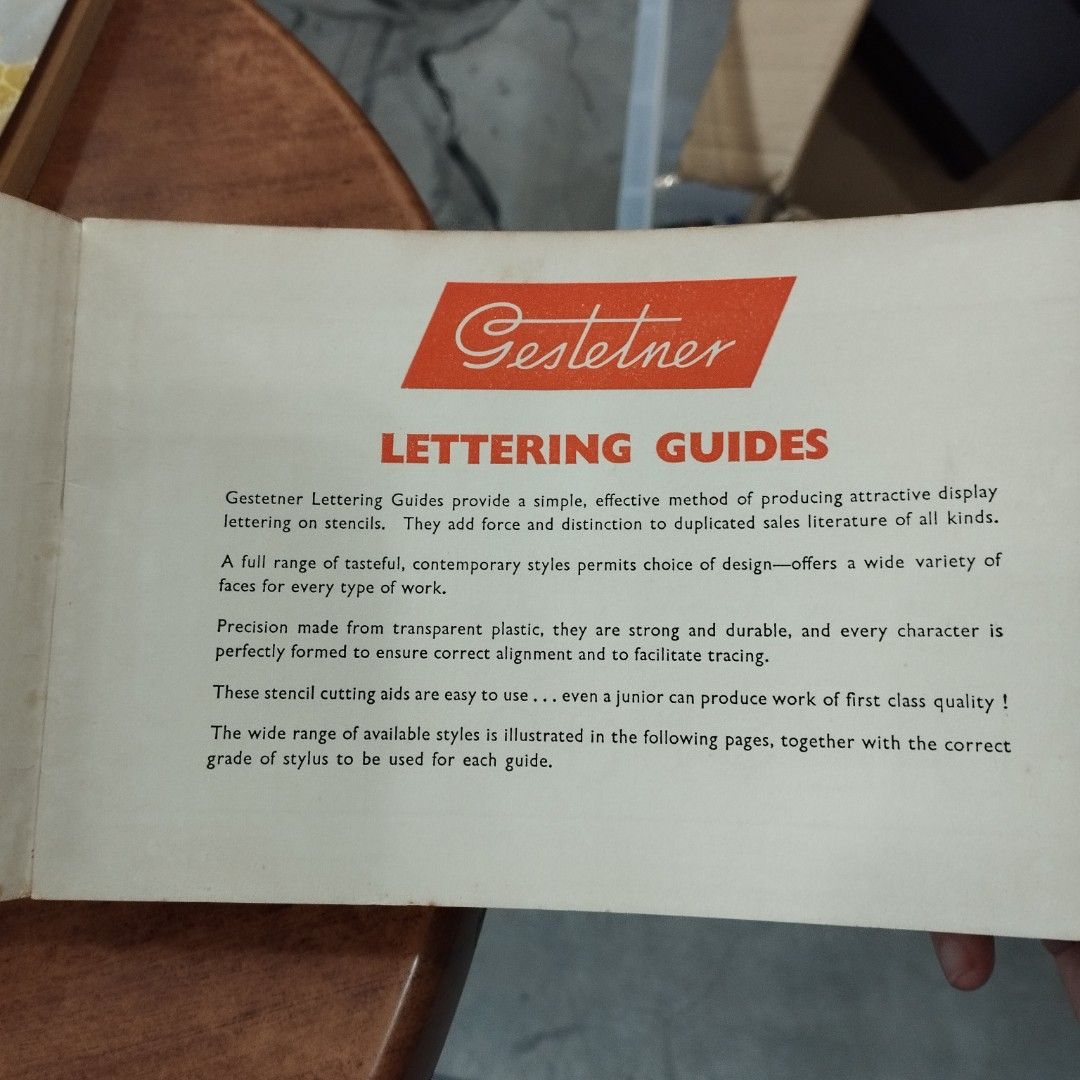 Gestetner
LETTERING GUIDES
Gestetner Lettering Guides provide a simple, effective method of producing attractive display
lettering on stencils. They add force and distinction to duplicated sales literature of all kinds.
A full range of tasteful, contemporary styles permits choice of design—offers a wide variety of
faces for every type of work.
Precision made from transparent plastic, they are strong and durable, and every character is
perfectly formed to ensure correct alignment and to facilitate tracing.
These stencil cutting aids are easy to use . . . even a junior can produce work of first class quality !
The wide range of available styles is illustrated in the following pages, together with the correct
grade of stylus to be used for each guide.